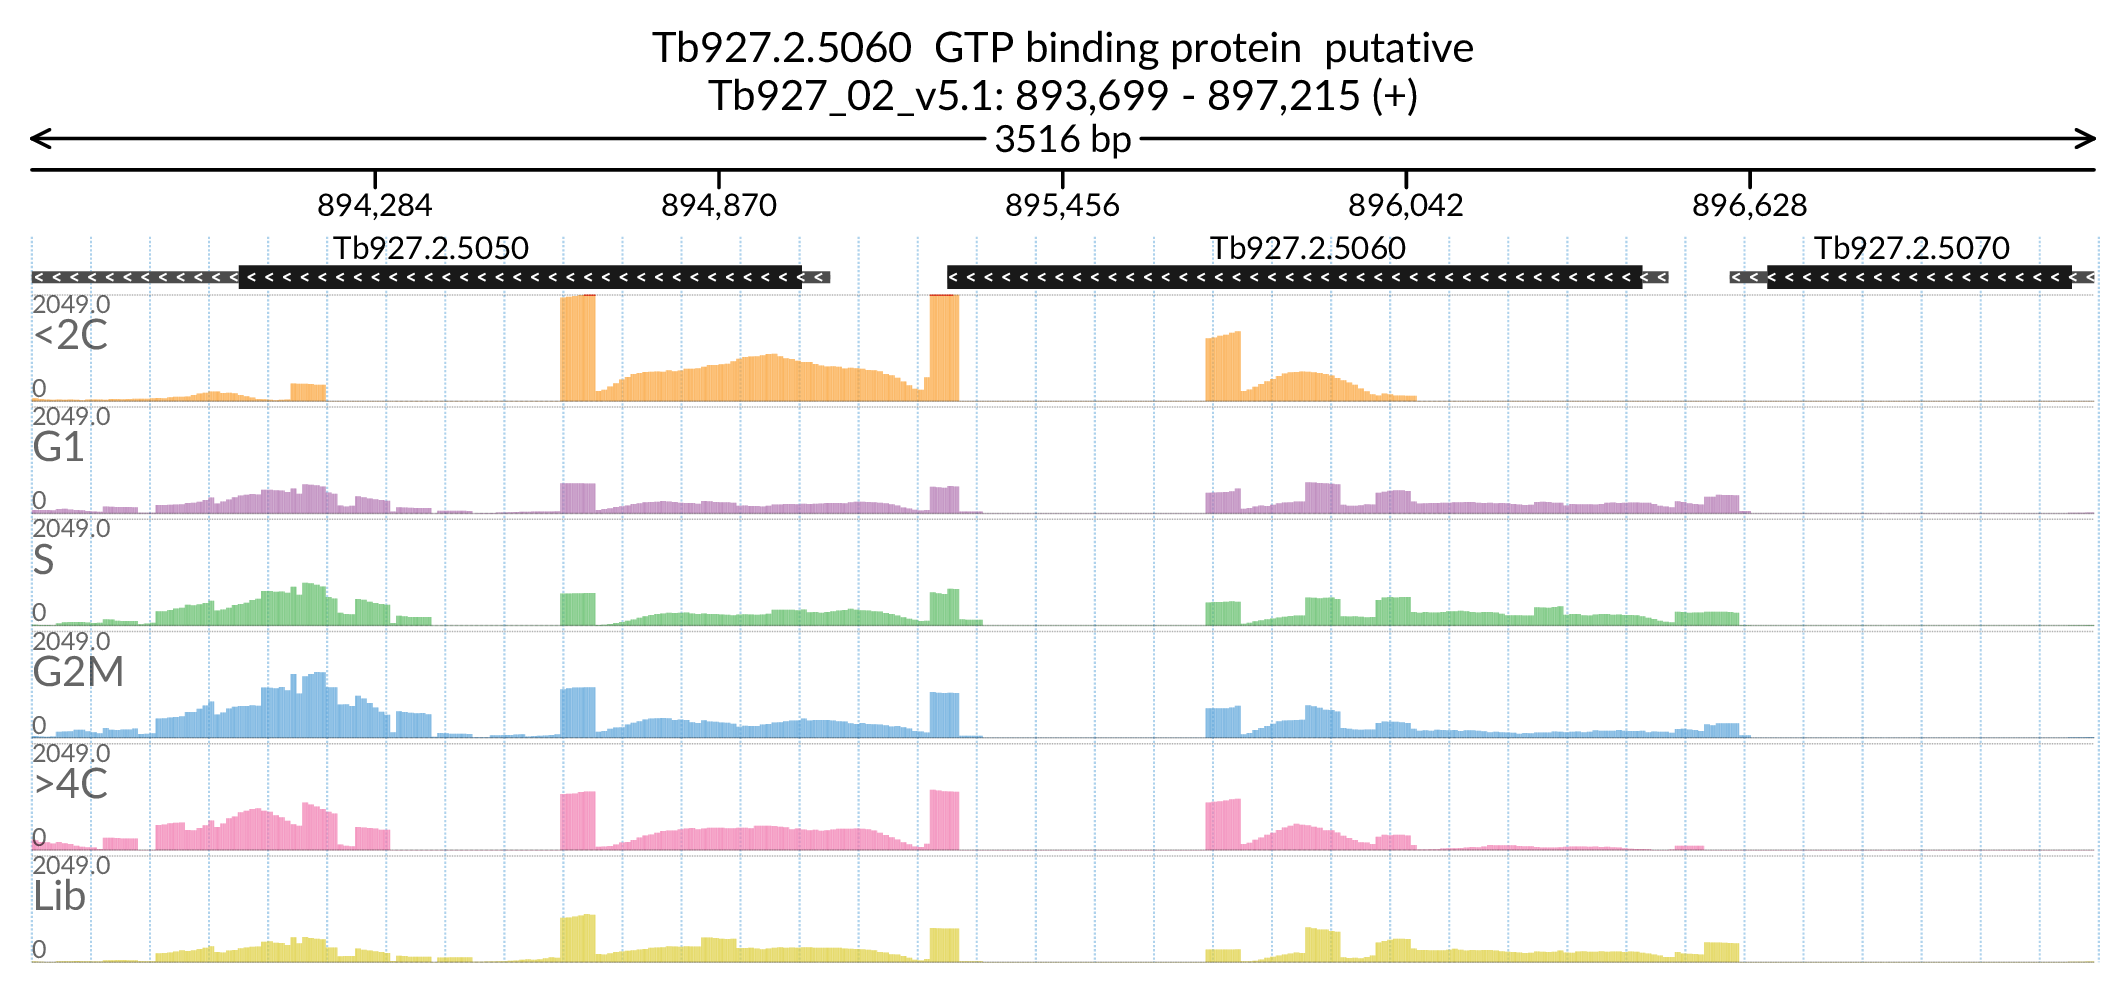 Tb927.2.5060  GTP binding protein  putative
Tb927_02_v5.1: 893,699 - 897,215 (+)
3516 bp
894,284 894,870 895,456 896,042 896,628
Tb927.2.5050 Tb927.2.5060 Tb927.2.5070
2049.0
<2C
0
2049.0
G1
0
2049.0
S
0
2049.0
G2M
0
2049.0
>4C
0
2049.0
Lib
0